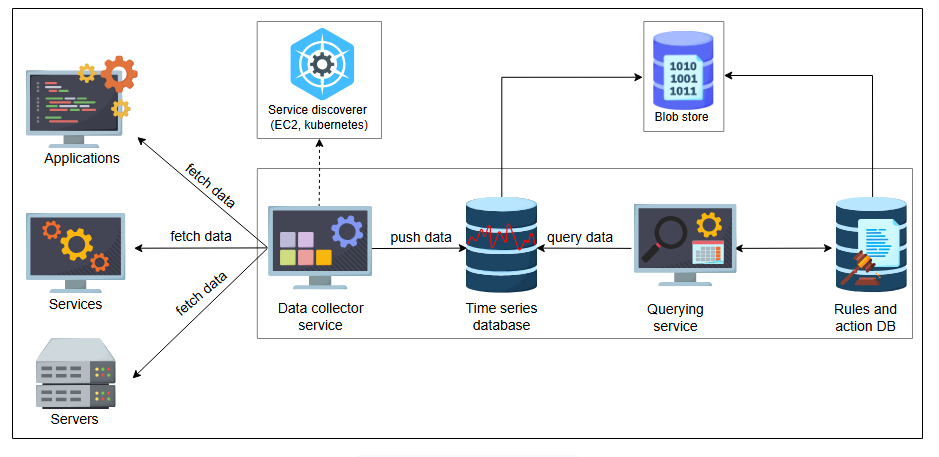 1010
1001
1011
Service discoverer
(EC2, kubernetes)
Blob store
Applications
fetch data
fetch data
fetch data
push data
query data
Services
Data collector
service
Time series
database
Querying
service
Rules and
action DB
Servers